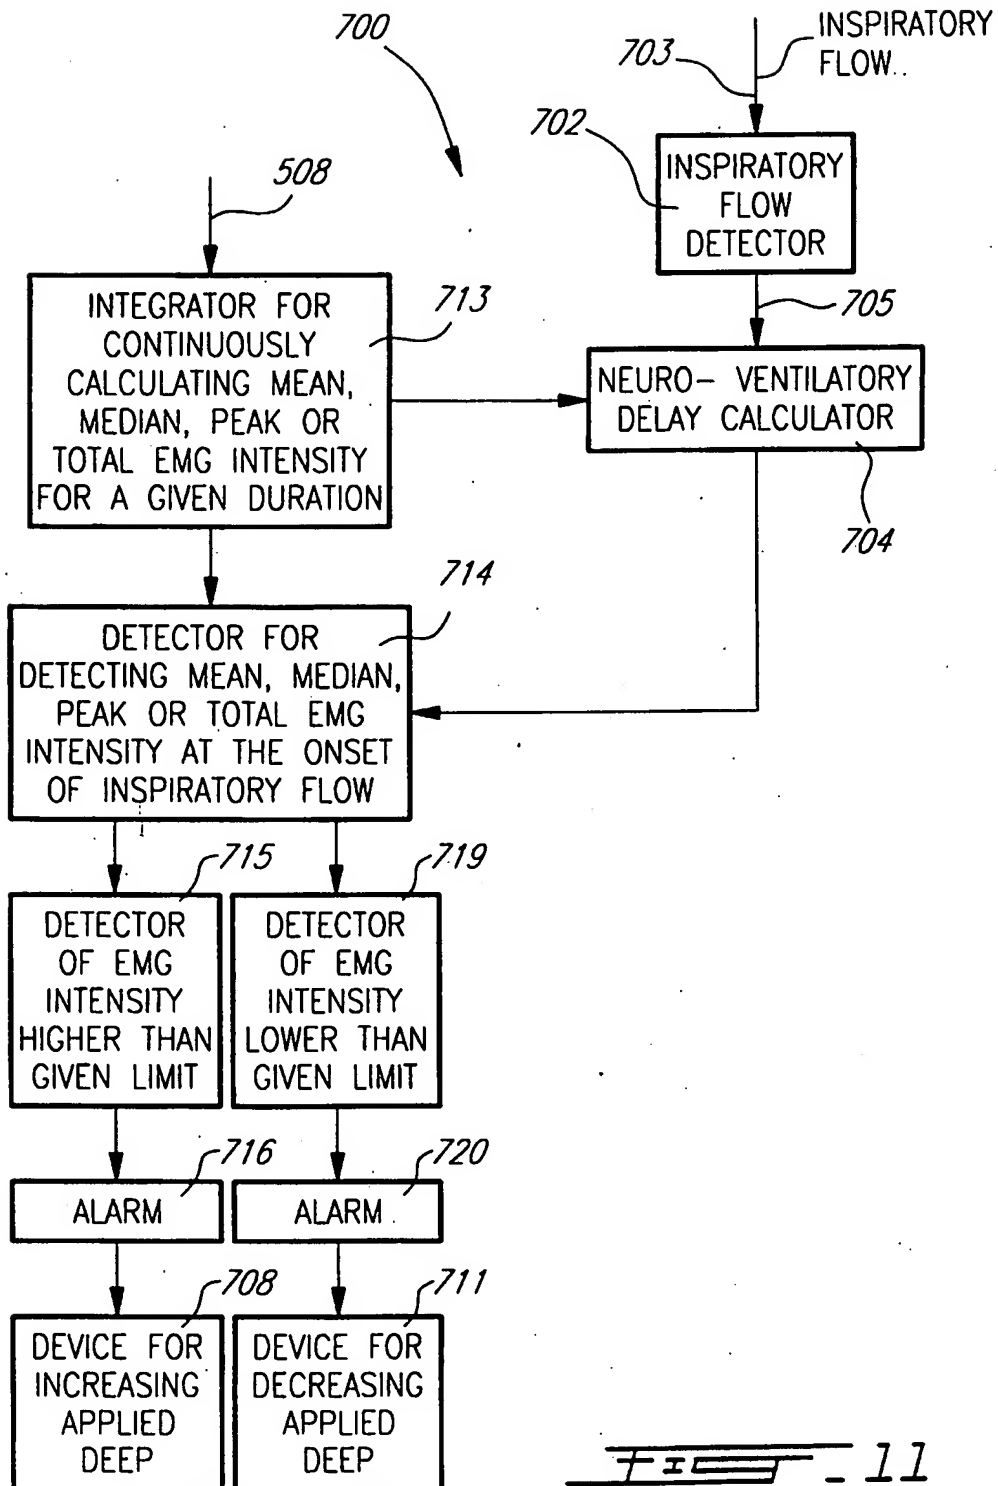 700
703
INSPIRATORY
FLOW..
702
INSPIRATORY
FLOW
DETECTOR
508
705
INTEGRATOR FOR
CONTINUOUSLY
CALCULATING MEAN,
MEDIAN, PEAK OR
TOTAL EMG INTENSITY
FOR A GIVEN DURATION
713
NEURO- VENTILATORY
DELAY CALCULATOR
704
714
DETECTOR FOR
DETECTING MEAN, MEDIAN,
PEAK OR TOTAL EMG
INTENSITY AT THE ONSET
OF INSPIRATORY FLOW
715
DETECTOR
OF EMG
INTENSITY
HIGHER THAN
GIVEN LIMIT
719
DETECTOR
OF EMG
INTENSITY
LOWER THAN
GIVEN LIMIT
716
ALARM
720
ALARM
708
DEVICE FOR
INCREASING
APPLIED
DEEP
711
DEVICE FOR
DECREASING
APPLIED
DEEP
FIG - 11